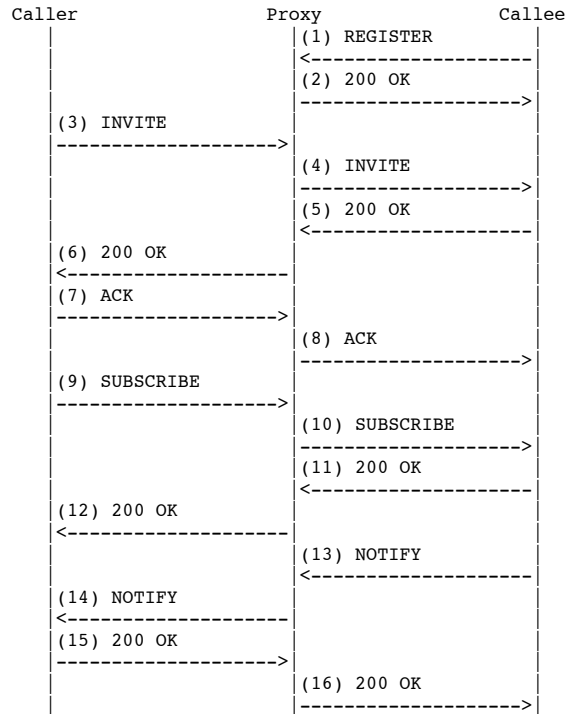 Caller Proxy Callee
(1) REGISTER
(2) 200 OK
(3) INVITE
(4) INVITE
(5) 200 OK
(6) 200 OK
(7) ACK
(8) ACK
(9) SUBSCRIBE
(10) SUBSCRIBE
(11) 200 OK
(12) 200 OK
(13) NOTIFY
(14) NOTIFY
(15) 200 OK
(16) 200 OK